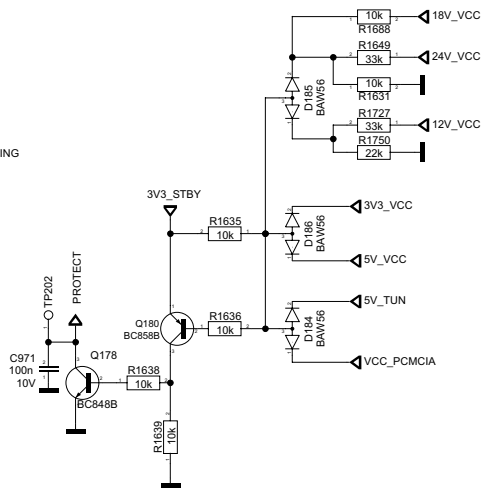 10k
18V_VCC
R1688
R1649
33k
24V_VCC
D185
BAW56
10k
R1631
R1727
33k
12V_VCC
R1750
22k
ING
3V3_STBY
3V3_VCC
R1635
10k
D186
BAW56
5V_VCC
TP202
PROTECT
5V_TUN
Q180
BC858B
R1636
10k
D184
BAW56
Q178
C971
100n
10V
R1638
10k
VCC_PCMCIA
BC848B
R1639
10k